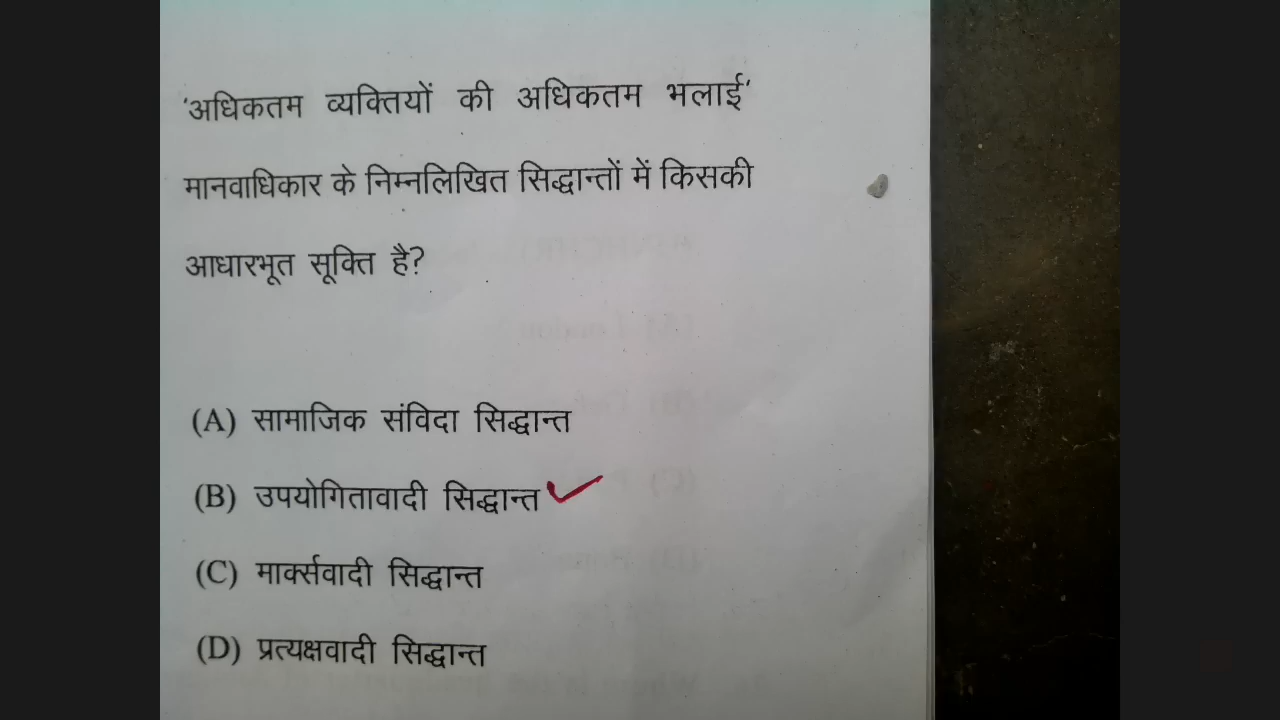 'अधिकतम व्यक्तियों की अधिकतम भलाई'
मानवाधिकार के निम्नलिखित सिद्धान्तों में किसकी
आधारभूत सूक्ति है?
(A) सामाजिक संविदा सिद्धान्त
(B) उपयोगितावादी सिद्धान्त
(C) मार्क्सवादी सिद्धान्त
(D) प्रत्यक्षवादी सिद्धान्त